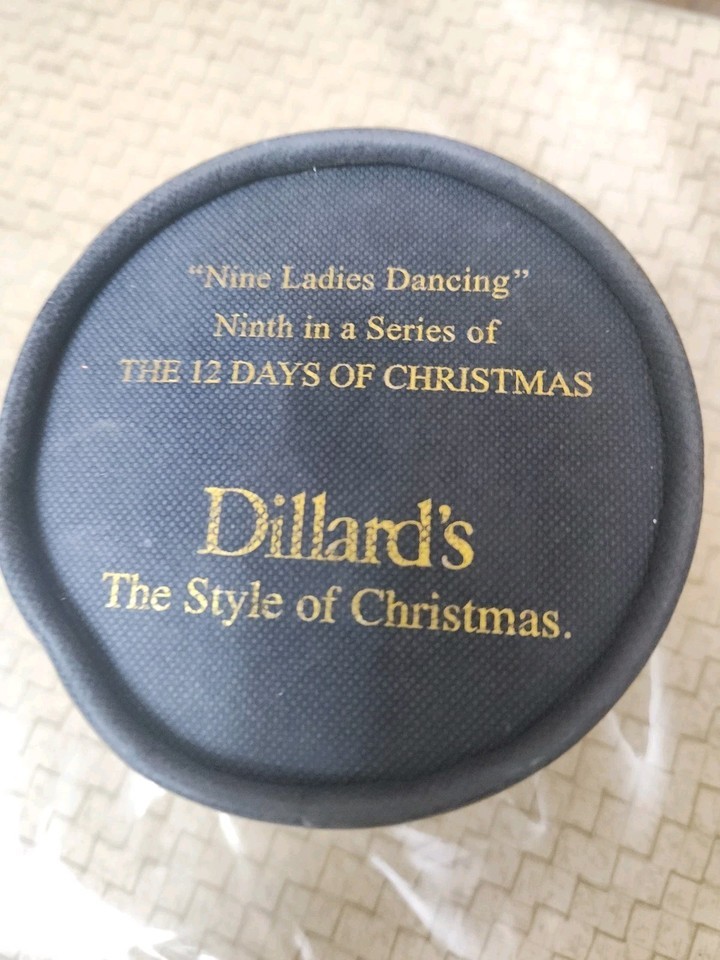 “Nine Ladies Dancing”
Ninth in a Series of
THE 12 DAYS OF CHRISTMAS
Dillard's
The Style of Christmas.